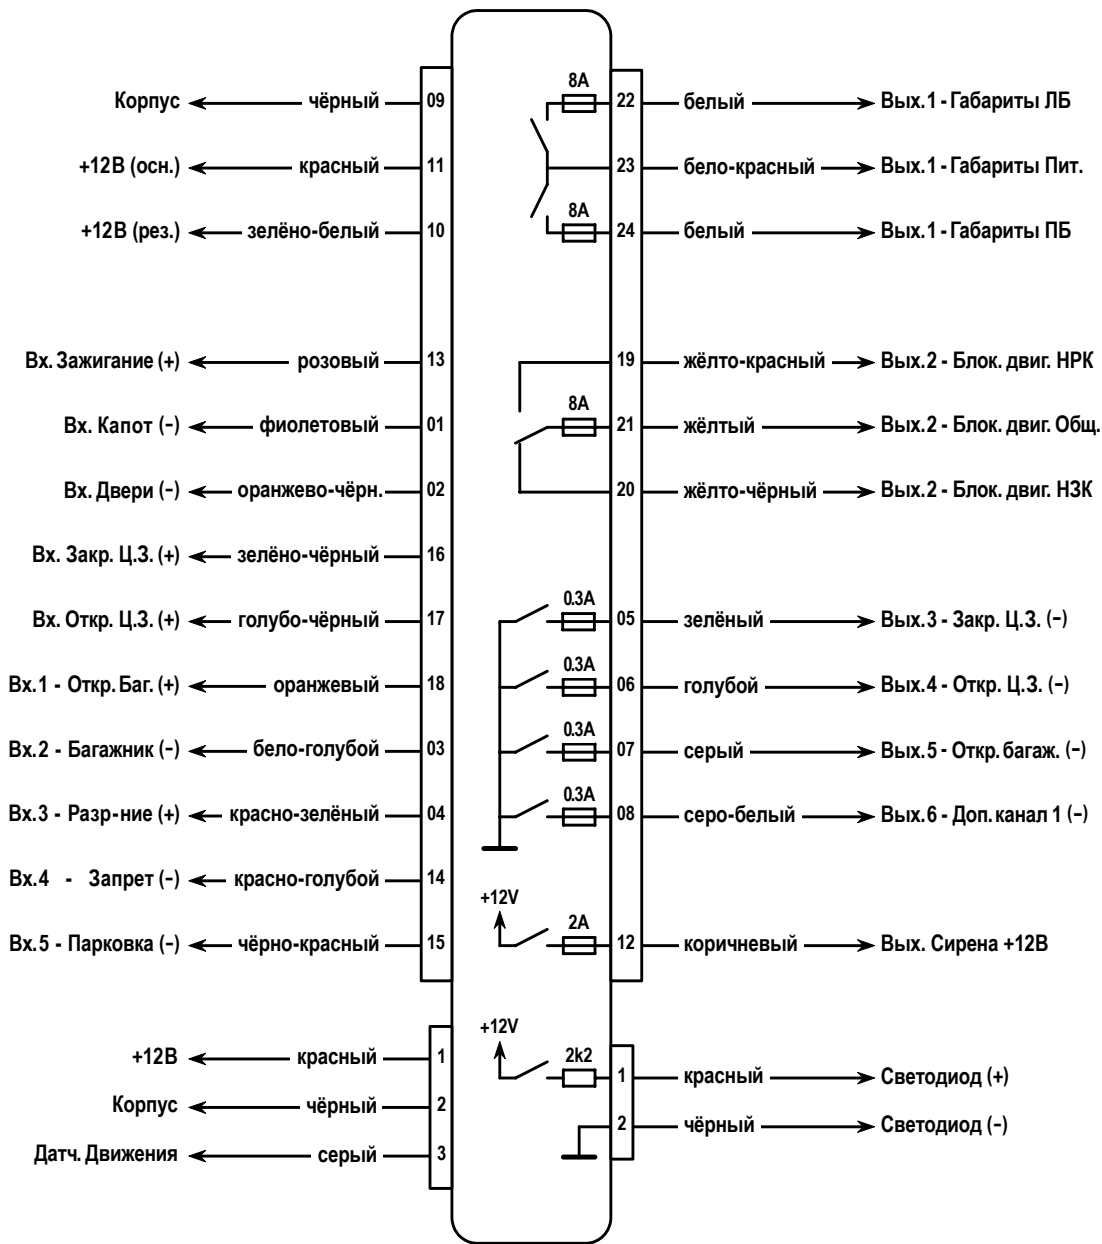 8А
Корпус чёрный 09 22 белый Вых.1 - Габариты ЛБ
+12В (осн.) красный 11 23 бело-красный Вых.1 - Габариты Пит.
8А
+12В (рез.) зелёно-белый 10 24 белый Вых.1 - Габариты ПБ
Вх. Зажигание (+) розовый 13 19 жёлто-красный Вых.2 - Блок. двиг. НРК
8А
Вх. Капот (-) фиолетовый 01 21 жёлтый Вых.2 - Блок. двиг. Общ.
Вх. Двери (-) оранжево-чёрн. 02 20 жёлто-чёрный Вых.2 - Блок. двиг. НЗК
Вх. Закр. Ц.З. (+) зелёно-чёрный 16
0.3А
Вх. Откр. Ц.З. (+) голубо-чёрный 17 05 зелёный Вых.3 - Закр. Ц.З. (-)
0.3А
Вх.1 - Откр. Баг. (+) оранжевый 18 06 голубой Вых.4 - Откр. Ц.З. (-)
0.3А
Вх.2 - Багажник (-) бело-голубой 03 07 серый Вых.5 - Откр. багаж. (-)
0.3А
Вх.3 - Разр-ние (+) красно-зелёный 04 08 серо-белый Вых.6 - Доп. канал 1 (-)
Вх.4 - Запрет (-) красно-голубой 14
+12V
2А
Вх.5 - Парковка (-) чёрно-красный 15 12 коричневый Вых. Сирена +12В
+12V
2k2
+12В красный 1 1 красный Светодиод (+)
Корпус чёрный 2 2 чёрный Светодиод (-)
Датч. Движения серый 3